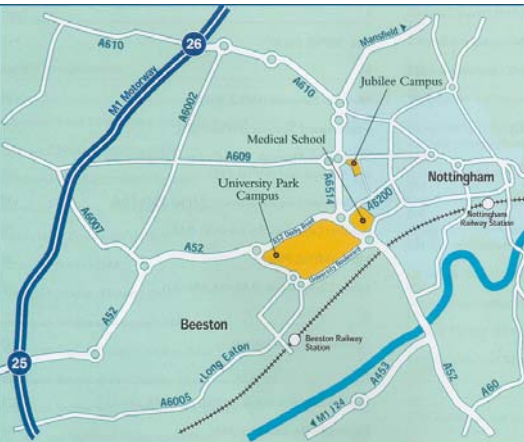 A610
26
Mansfield
M1 Motorway
A6002
A610
Jubilee Campus
Medical School
A609
A6514
University Park
Campus
A6200
Nottingham
Nottingham
Railway Station
A6007
A52 Derby Road
A52
University Boulevard
A52
Beeston
Beeston Railway
Station
25
Long Eaton
A6005
A453
M1 J24
A52
A60